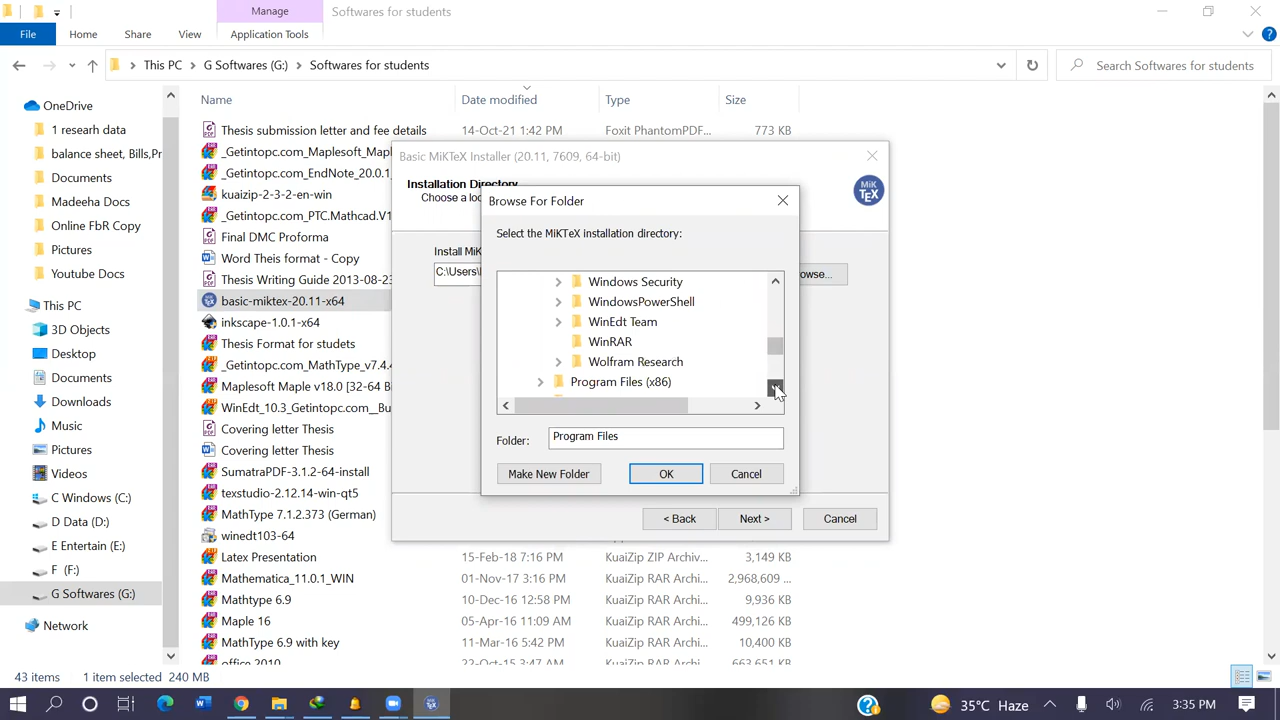 Manage
Softwares for students
File
Home
Share
View
Application Tools
This PC
G Softwares (G:)
Softwares for students
Search Softwares for students
Name
Date modified
Type
Size
OneDrive
1 researh data
balance sheet, Bills,Pr
Documents
Madeeha Docs
Online FbR Copy
Pictures
Youtube Docs
This PC
3D Objects
Desktop
Documents
Downloads
Music
Pictures
Videos
C Windows (C:)
D Data (D:)
E Entertain (E:)
F (F:)
G Softwares (G:)
Network
Thesis submission letter and fee details 14-Oct-21 1:42 PM Foxit PhantomPDF... 773 KB
_Getintopc.com_Maplesoft_Mapl
_Getintopc.com_EndNote_20.0.1
kuaizip-2-3-2-en-win
_Getintopc.com_PTC.Mathcad.V1
Final DMC Proforma
Word Theis format - Copy
Thesis Writing Guide 2013-08-23
basic-miktex-20.11-x64
inkscape-1.0.1-x64
Thesis Format for studets
_Getintopc.com_MathType_v7.4.
Maplesoft Maple v18.0 [32-64 B
WinEdt_10.3_Getintopc.com__Bu
Covering letter Thesis
Covering letter Thesis
SumatraPDF-3.1.2-64-install
texstudio-2.12.14-win-qt5
MathType 7.1.2.373 (German)
winedt103-64
Latex Presentation 15-Feb-18 7:16 PM KuaiZip ZIP Archiv... 3,149 KB
Mathematica_11.0.1_WIN 01-Nov-17 3:16 PM KuaiZip RAR Archi... 2,968,609 ...
Mathtype 6.9 10-Dec-16 12:58 PM KuaiZip RAR Archi... 9,936 KB
Maple 16 05-Apr-16 11:09 AM KuaiZip RAR Archi... 499,126 KB
MathType 6.9 with key 11-Mar-16 5:44 PM KuaiZip RAR Archi... 10,400 KB
office 2010 22-Oct-15 3:47 AM KuaiZip RAR Archi... 663,651 KB
Basic MiKTeX Installer (20.11, 7609, 64-bit)
Installation Directory
Choose a loc
MiK
TEX
Install MiK
C:\Users\
owse...
< Back
Next >
Cancel
Browse For Folder
Select the MiKTeX installation directory:
Windows Security
WindowsPowerShell
WinEdt Team
WinRAR
Wolfram Research
Program Files (x86)
Folder:
Program Files
Make New Folder
OK
Cancel
43 items
1 item selected 240 MB
35°C Haze
3:35 PM